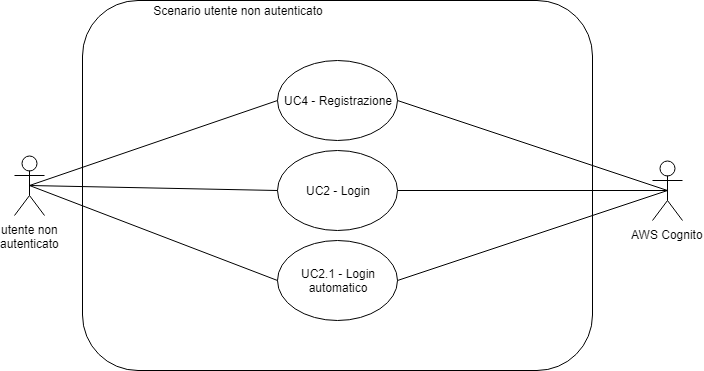 Scenario utente non autenticato
UC4 - Registrazione
UC2 - Login
utente non
autenticato
AWS Cognito
UC2.1 - Login
automatico